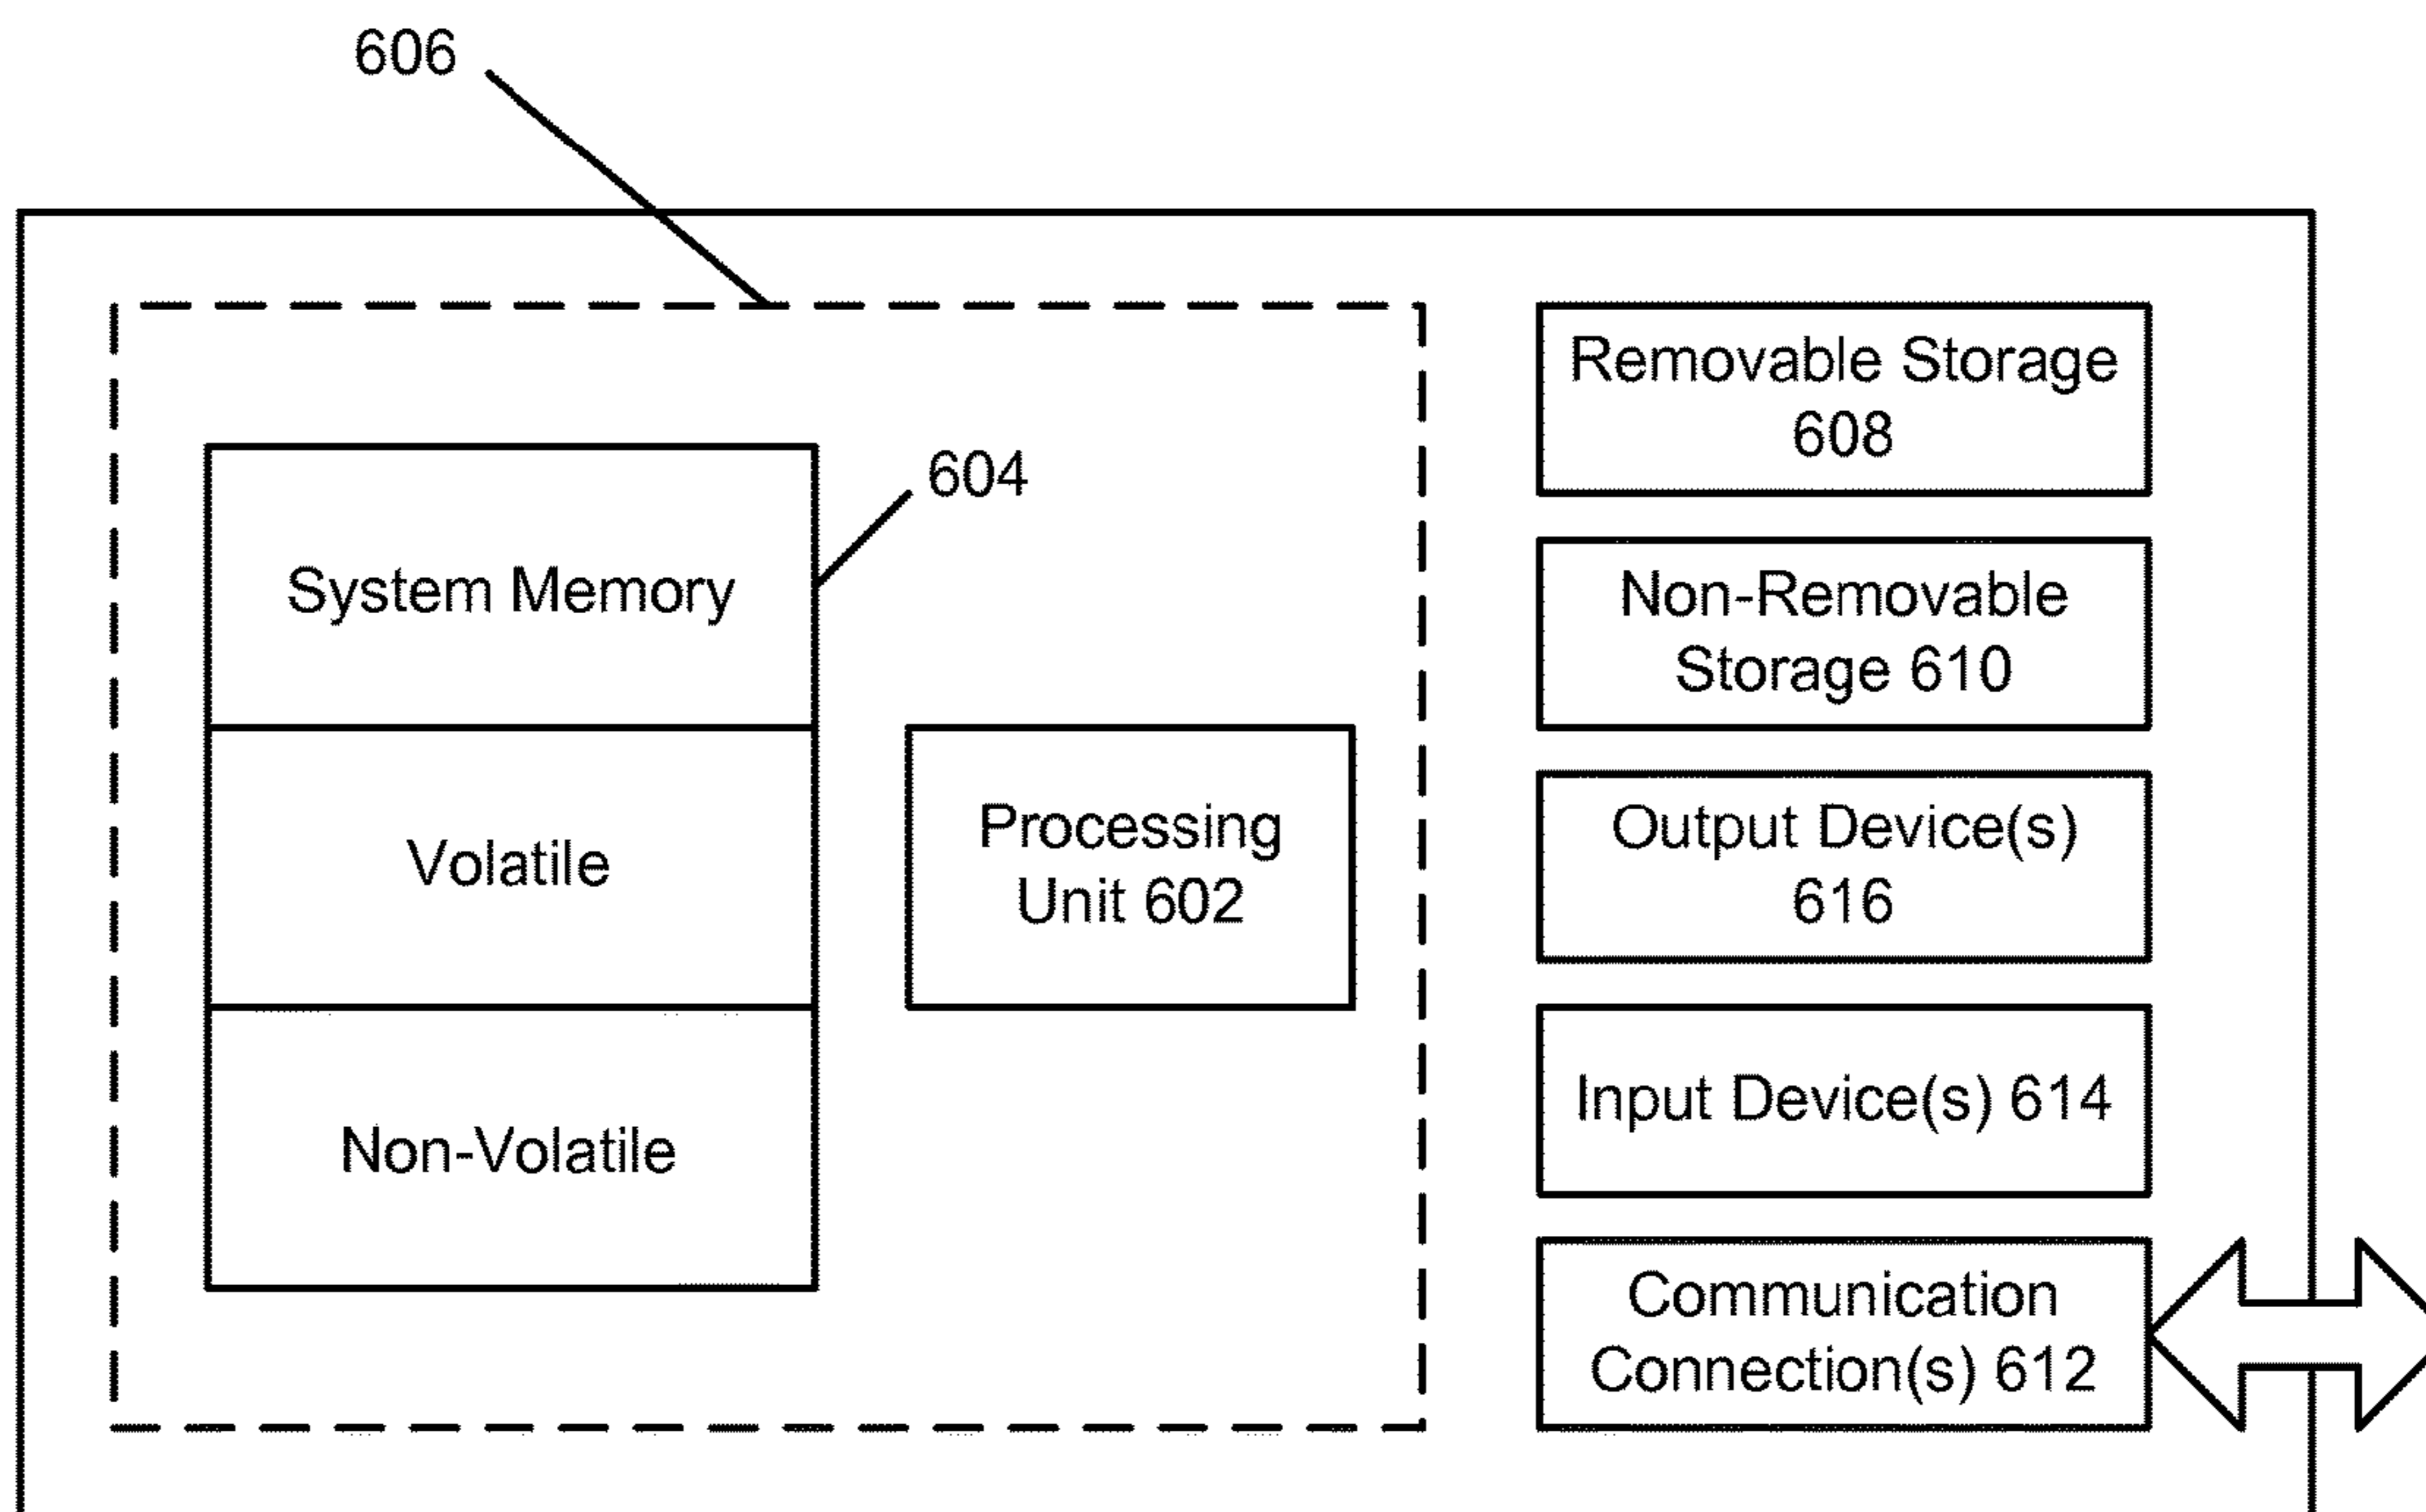 606
604
System Memory
Volatile
Non-Volatile
Processing
Unit 602
Removable Storage
608
Non-Removable
Storage 610
Output Device(s)
616
Input Device(s) 614
Communication
Connection(s) 612